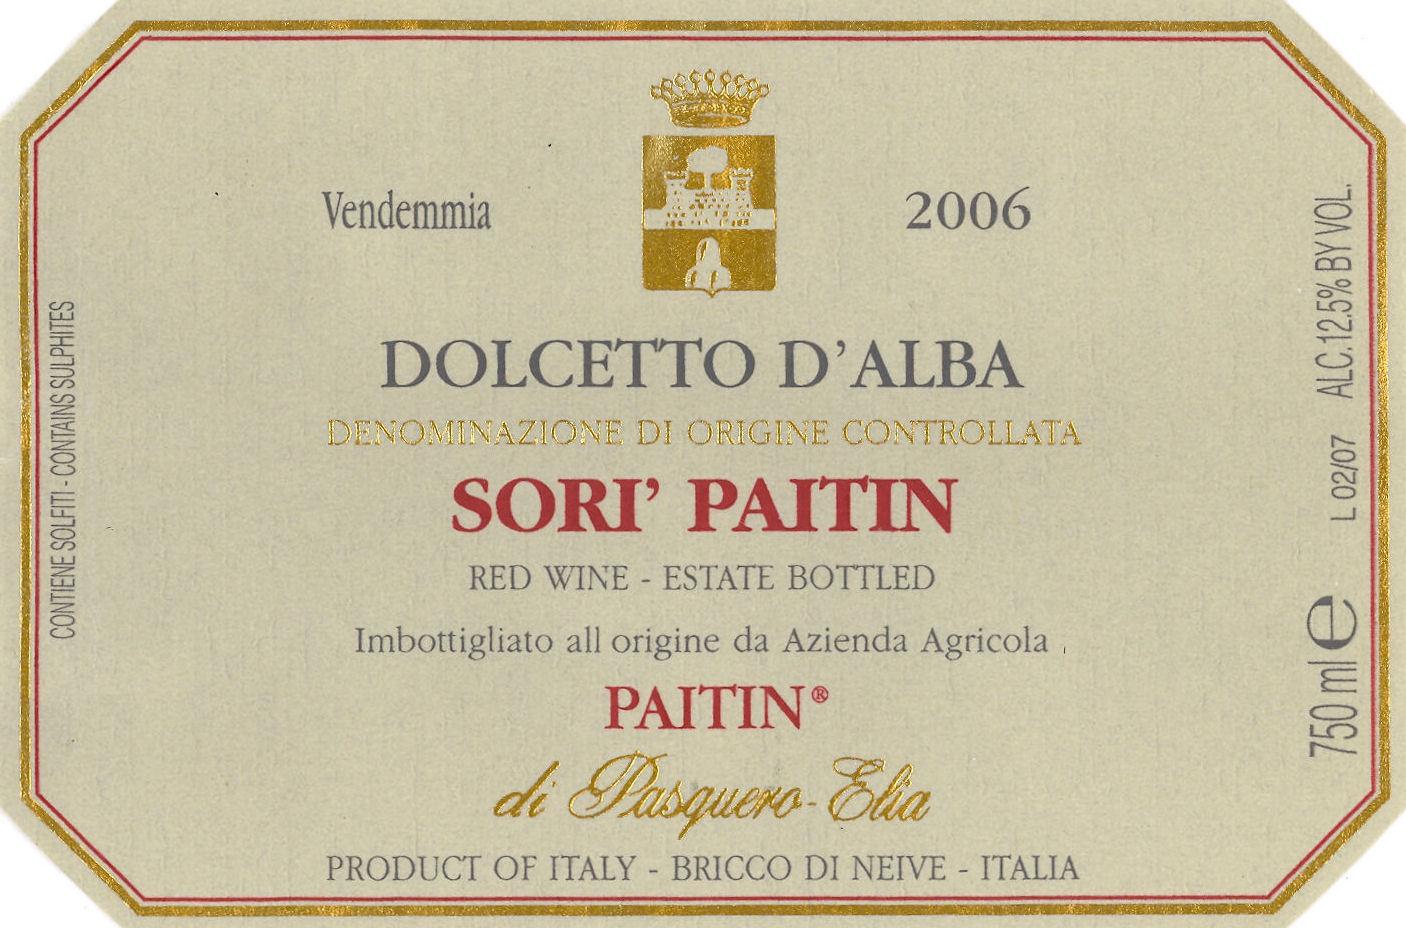 Vendemmia 2006
DOLCETTO D'ALBA
DENOMINAZIONE DI ORIGINE CONTROLLATA
SORI' PAITIN
RED WINE - ESTATE BOTTLED
Imbottigliato all origine da Azienda Agricola
PAITIN®
di Pasquero-Elia
PRODUCT OF ITALY - BRICCO DI NEIVE - ITALIA
CONTIENE SOLFITI - CONTAINS SULPHITES
750 ml e L 02/07 ALC.12.5% BY VOL.